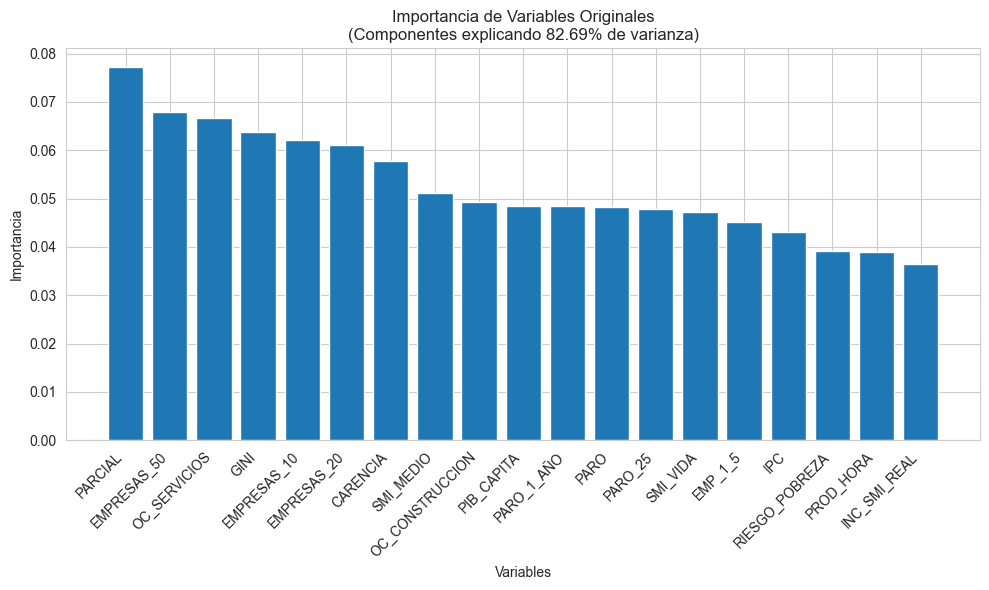 Importancia de Variables Originales
(Componentes explicando 82.69% de varianza)
Importancia
0.08
0.07
0.06
0.05
0.04
0.03
0.02
0.01
0.00
PARCIAL
EMPRESAS_50
OC_SERVICIOS
GINI
EMPRESAS_10
EMPRESAS_20
CARENCIA
SMI_MEDIO
OC_CONSTRUCCION
PIB_CAPITA
PARO_1_AÑO
PARO
PARO_25
SMI_VIDA
EMP_1_5
IPC
RIESGO_POBREZA
PROD_HORA
INC_SMI_REAL
Variables